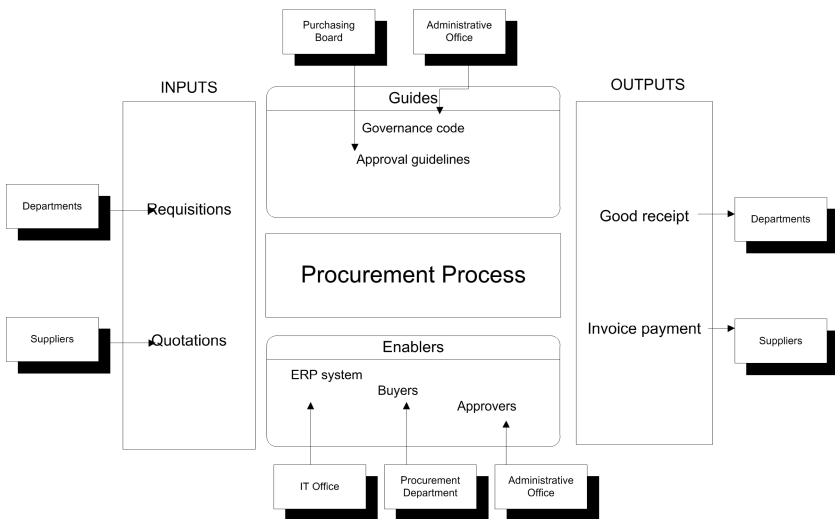 Purchasing
Board
Administrative
Office
INPUTS
Guides
OUTPUTS
Governance code
Approval guidelines
Departments
Requisitions
Good receipt
Departments
Procurement Process
Suppliers
Quotations
Invoice payment
Suppliers
Enablers
ERP system
Buyers
Approvers
IT Office
Procurement
Department
Administrative
Office